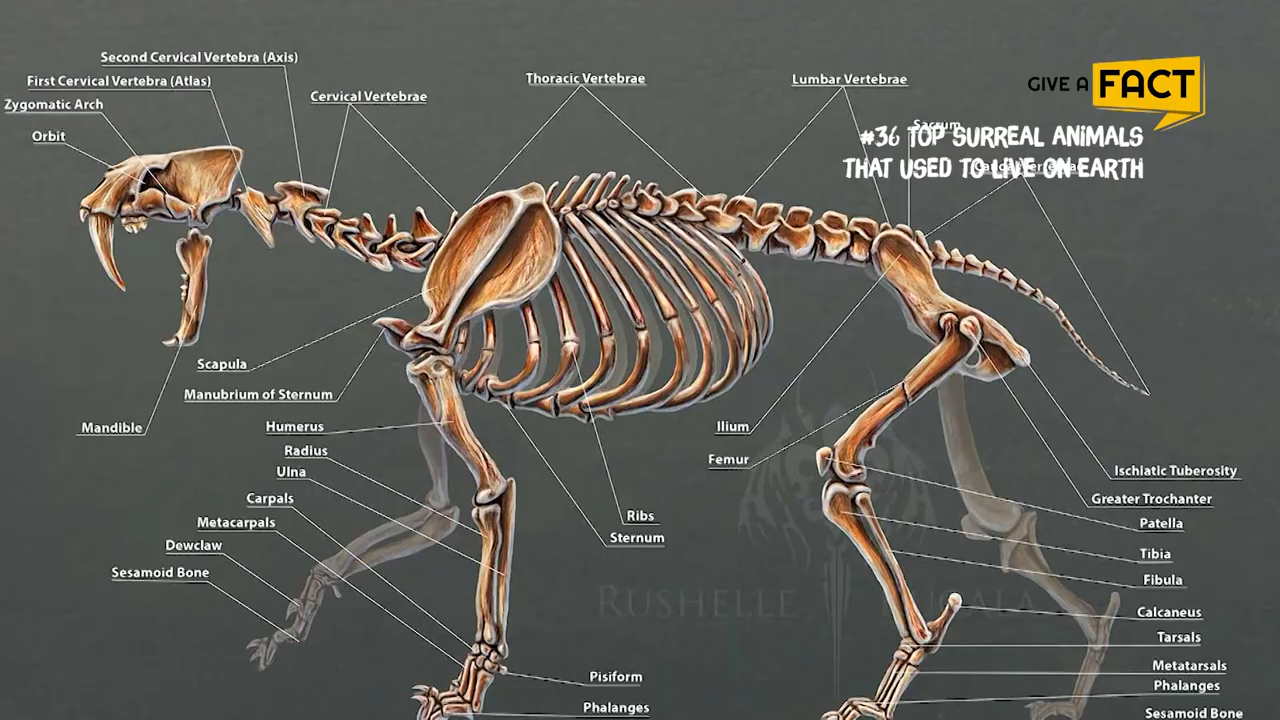 Second Cervical Vertebra (Axis)
First Cervical Vertebra (Atlas)
Zygomatic Arch
Orbit
Cervical Vertebrae
Thoracic Vertebrae
Lumbar Vertebrae
GIVE A FACT
Sacrum
#36 TOP SURREAL ANIMALS
THAT USED TO LIVE ON EARTH
Scapula
Manubrium of Sternum
Mandible
Humerus
Radius
Ulna
Carpals
Metacarpals
Dewclaw
Sesamoid Bone
Ribs
Sternum
Pisiform
Phalanges
Ilium
Femur
Ischiatic Tuberosity
Greater Trochanter
Patella
Tibia
Fibula
Calcaneus
Tarsals
Metatarsals
Phalanges
Sesamoid Bone
RUSHELLE